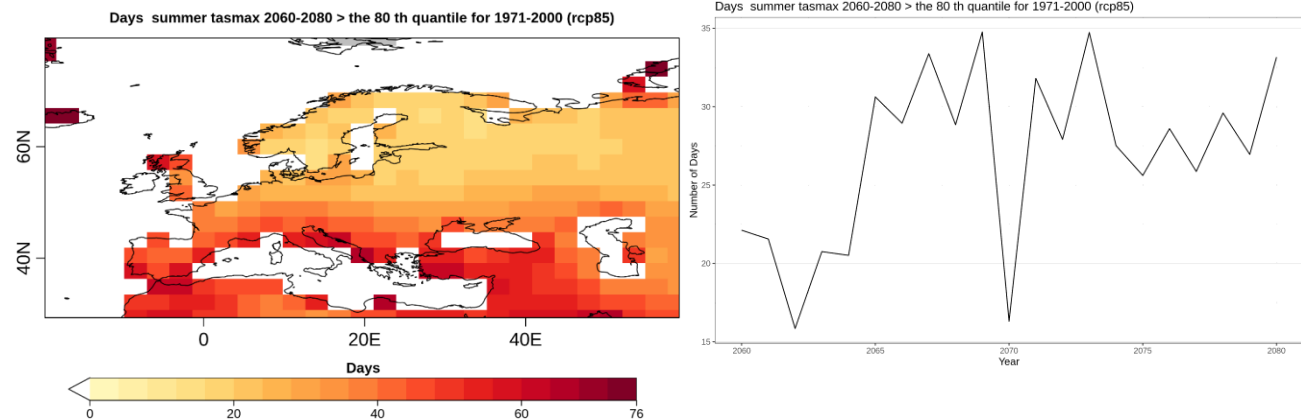 Days  summer tasmax 2060-2080 > the 80 th quantile for 1971-2000 (rcp85)
60N
40N
0
20E
40E
Days
0
20
40
60
76
Days  summer tasmax 2060-2080 > the 80 th quantile for 1971-2000 (rcp85)
Number of Days
35
30
25
20
15
2060
2065
2070
2075
2080
Year